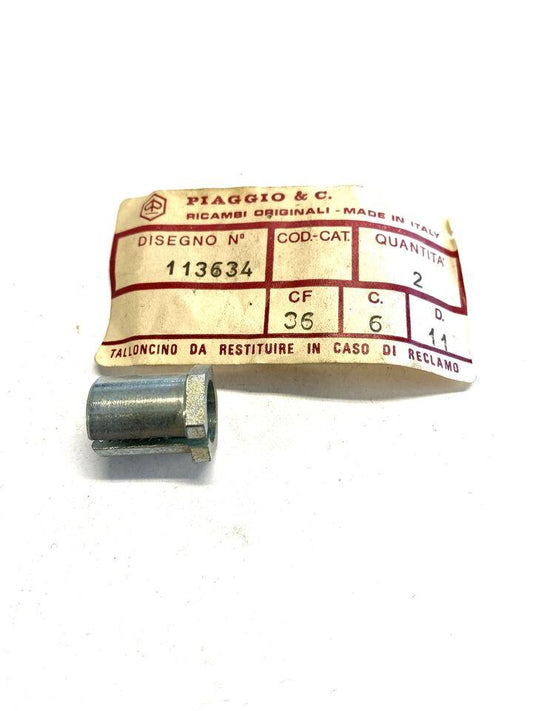 PIAGGIO & C.
RICAMBI ORIGINALI - MADE IN ITALY
DISEGNO Nº COD.-CAT. QUANTITA'
113634 2
CF C. D.
36 6 11
TALLONCINO DA RESTITUIRE IN CASO DI RECLAMO